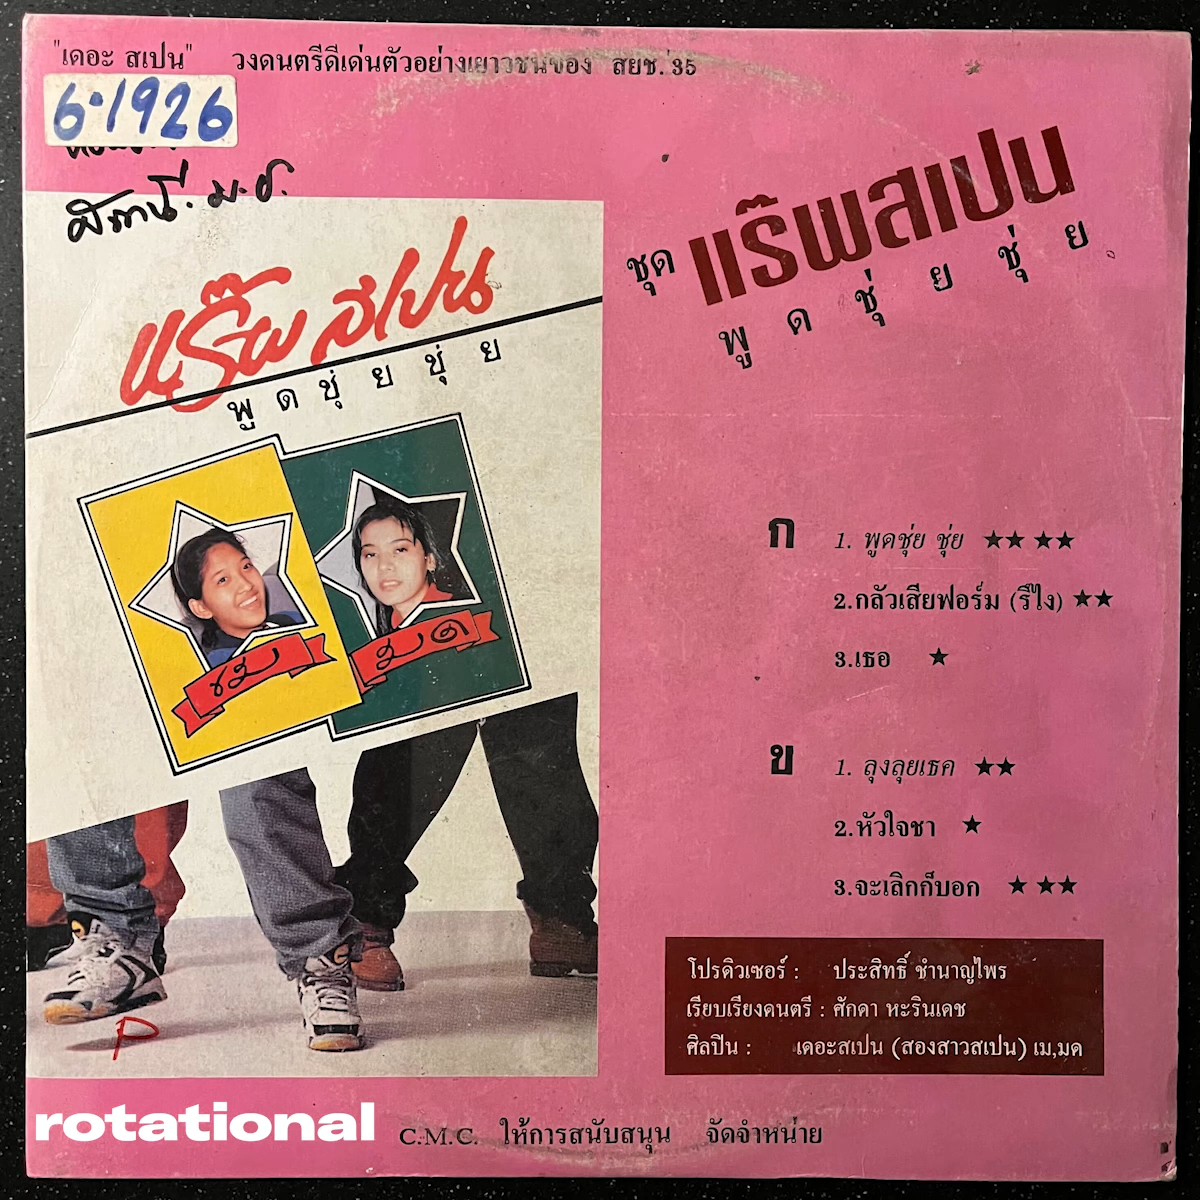 "เดอะ สเปน" วงดนตรีดีเด่นตัวอย่างเยาวชนของ สยช. 35
6-1926
ม.ช.
แร๊พ สเปน
พูดชุ่ยชุ่ย
ชุด แร๊พสเปน
พูดชุ่ยชุ่ย
มด
ก 1. พูดชุ่ย ชุ่ย ★★ ★★
2.กลัวเสียฟอร์ม (รึไง) ★★
3.เธอ ★
ข 1. ลุงลุยเธค ★★
2.หัวใจชา ★
3.จะเลิกก็บอก ★ ★★
โปรดิวเซอร์ : ประสิทธิ์ ชำนาญไพร
เรียบเรียงดนตรี : ศักดา หะรินเดช
ศิลปิน : เดอะสเปน (สองสาวสเปน) เม,มด
P
rotational
C.M.C. ให้การสนับสนุน จัดจำหน่าย